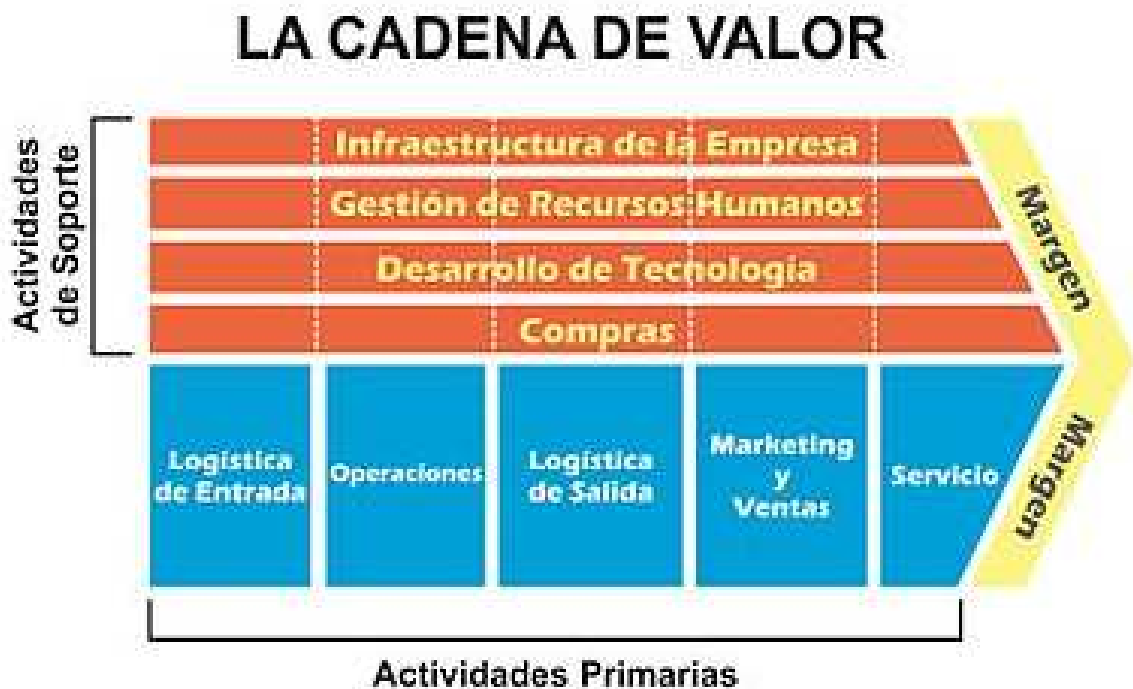 LA CADENA DE VALOR
Actividades
de Soporte
Infraestructura de la Empresa
Gestión de Recursos Humanos
Desarrollo de Tecnología
Compras
Margen
Logística
de Entrada
Operaciones
Logística
de Salida
Marketing
y
Ventas
Servicio
Margen
Actividades Primarias